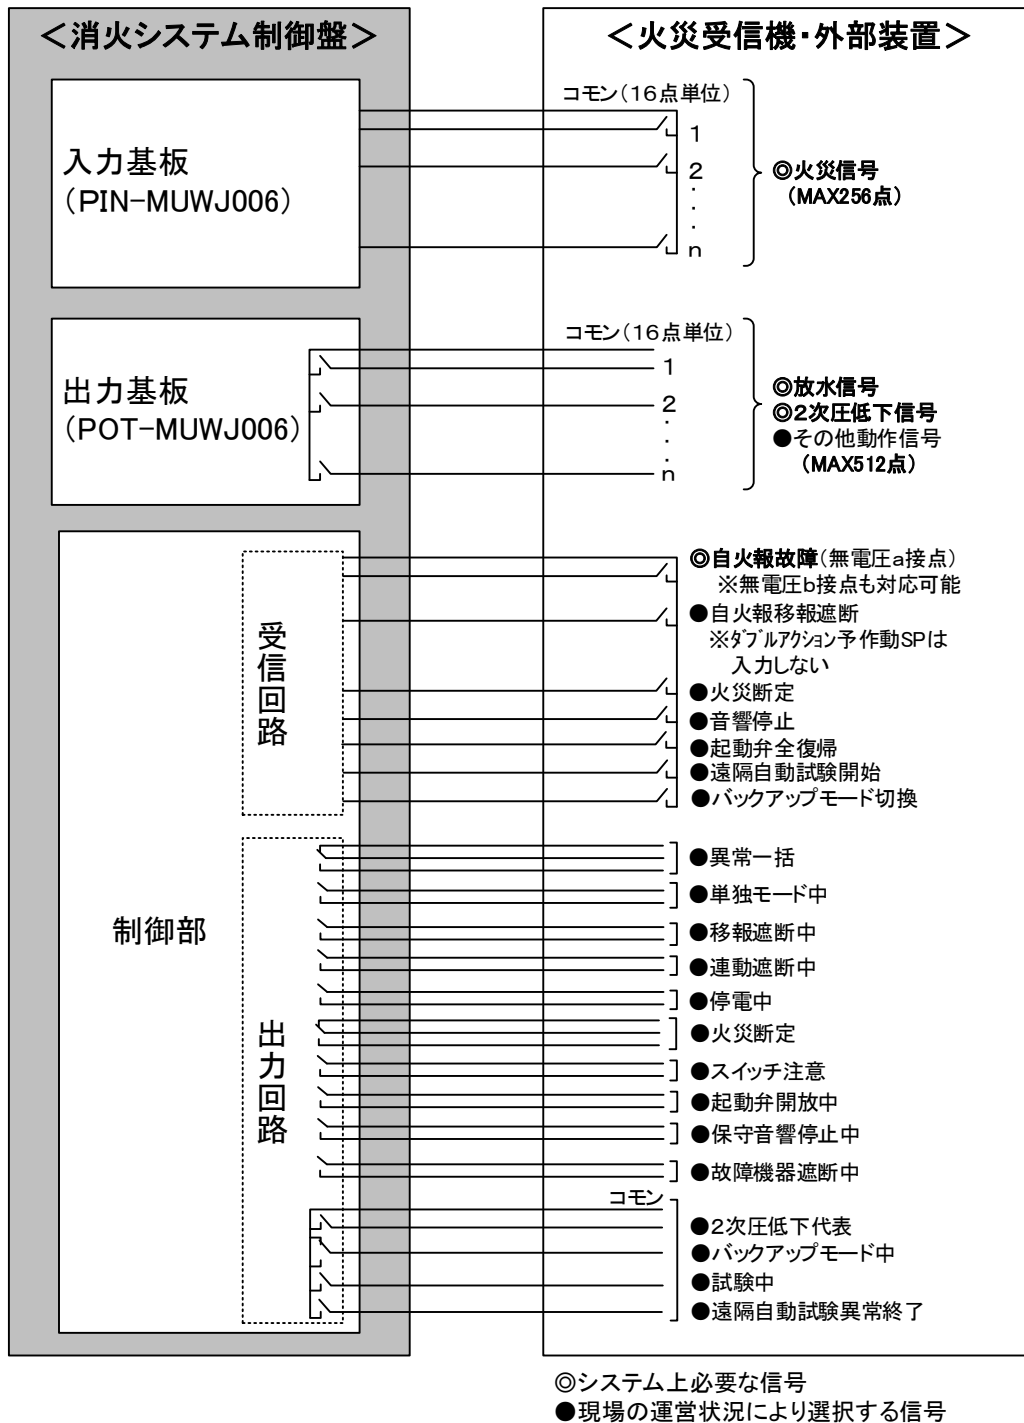 ＜消火システム制御盤＞
＜火災受信機・外部装置＞
入力基板
（PIN-MUWJ006）
コモン（16点単位）
1
2
・
・
・
n
◎火災信号
（MAX256点）
出力基板
（POT-MUWJ006）
コモン（16点単位）
1
2
・
・
・
n
◎放水信号
◎2次圧低下信号
●その他動作信号
（MAX512点）
制御部
受信回路
◎自火報故障（無電圧a接点）
※無電圧b接点も対応可能
●自火報移報遮断
※ﾀﾞﾌﾞﾙｱｸｼｮﾝ予作動SPは
入力しない
●火災断定
●音響停止
●起動弁全復帰
●遠隔自動試験開始
●バックアップモード切換
出力回路
●異常一括
●単独モード中
●移報遮断中
●連動遮断中
●停電中
●火災断定
●スイッチ注意
●起動弁開放中
●保守音響停止中
●故障機器遮断中
コモン
●2次圧低下代表
●バックアップモード中
●試験中
●遠隔自動試験異常終了
◎システム上必要な信号
●現場の運営状況により選択する信号